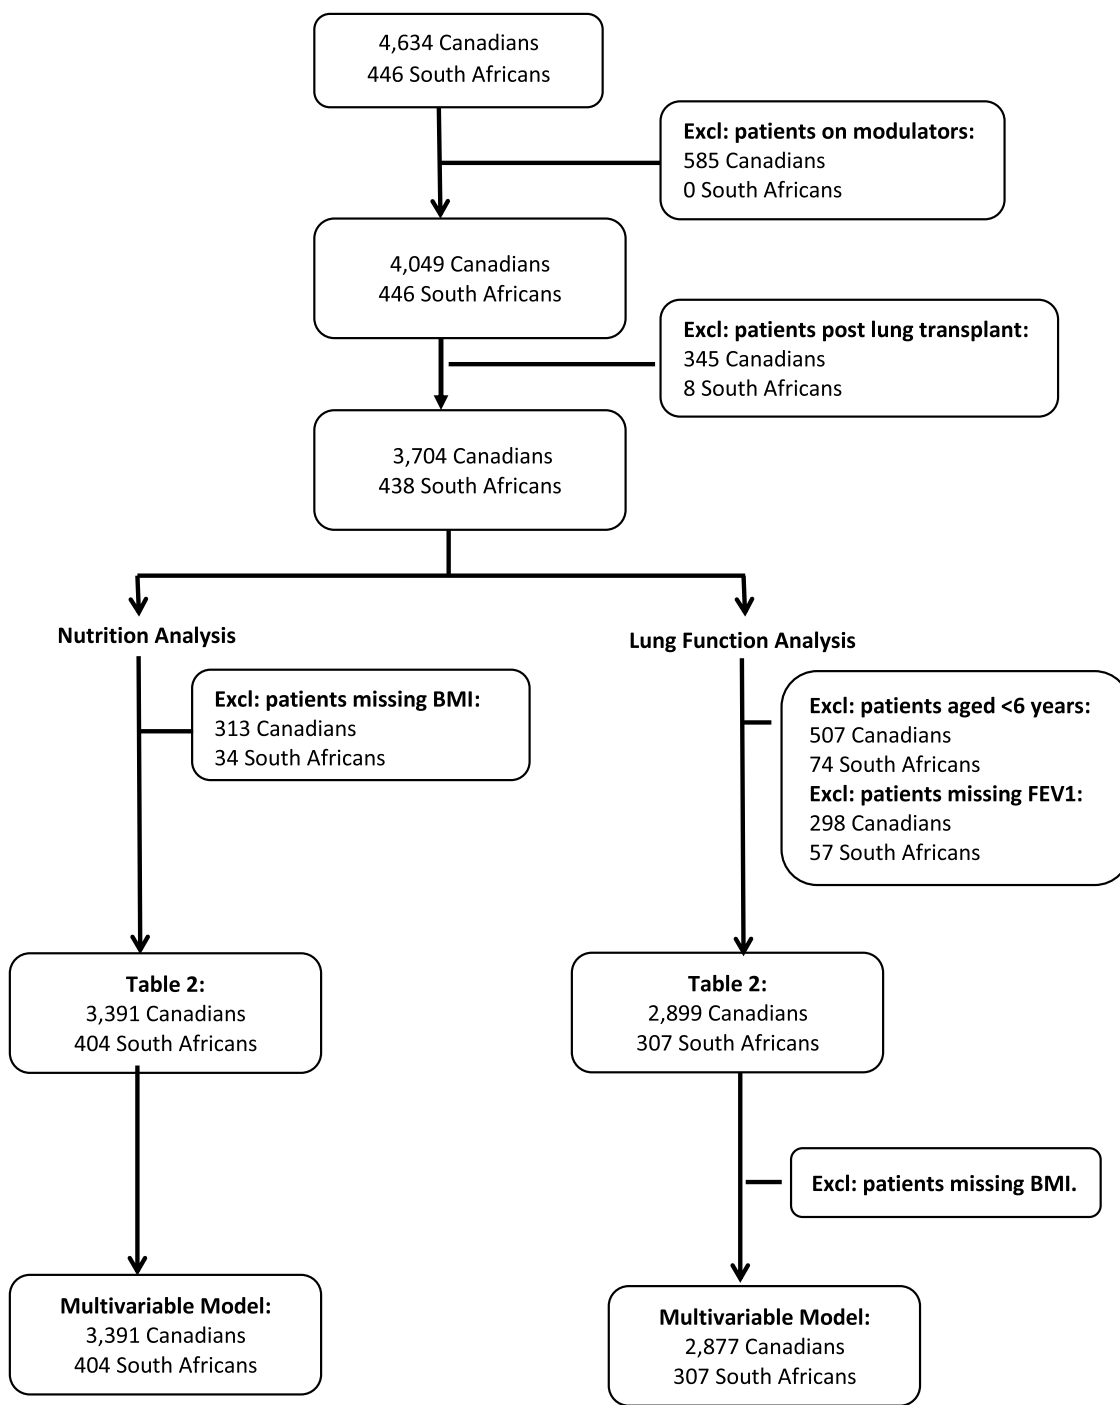 4,634 Canadians
446 South Africans
Excl: patients on modulators:
585 Canadians
0 South Africans
4,049 Canadians
446 South Africans
Excl: patients post lung transplant:
345 Canadians
8 South Africans
3,704 Canadians
438 South Africans
Nutrition Analysis
Lung Function Analysis
Excl: patients missing BMI:
313 Canadians
34 South Africans
Excl: patients aged <6 years:
507 Canadians
74 South Africans
Excl: patients missing FEV1:
298 Canadians
57 South Africans
Table 2:
3,391 Canadians
404 South Africans
Table 2:
2,899 Canadians
307 South Africans
Excl: patients missing BMI.
Multivariable Model:
3,391 Canadians
404 South Africans
Multivariable Model:
2,877 Canadians
307 South Africans